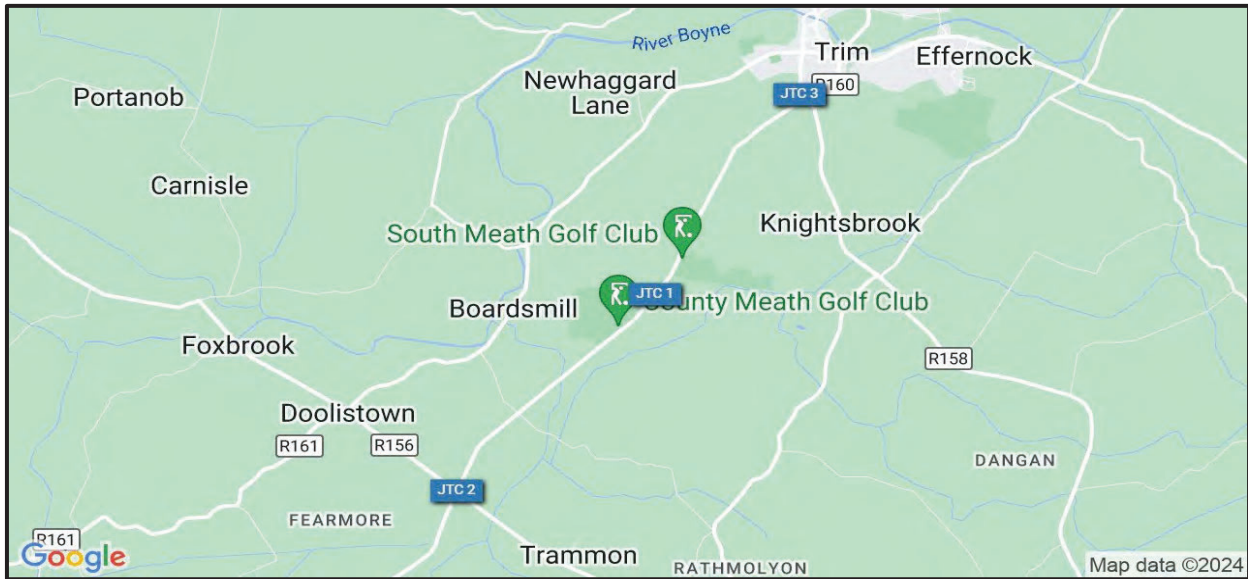 River Boyne
Trim
Effernock
Newhaggard
Lane
Portanob
JTC 3
R160
Carnisle
South Meath Golf Club
Knightsbrook
JTC 1
Boardsmill
County Meath Golf Club
Foxbrook
R158
Doolistown
R161
R156
DANGAN
JTC 2
FEARMORE
R161
Google
Trammon
RATHMOLYON
Map data ©2024